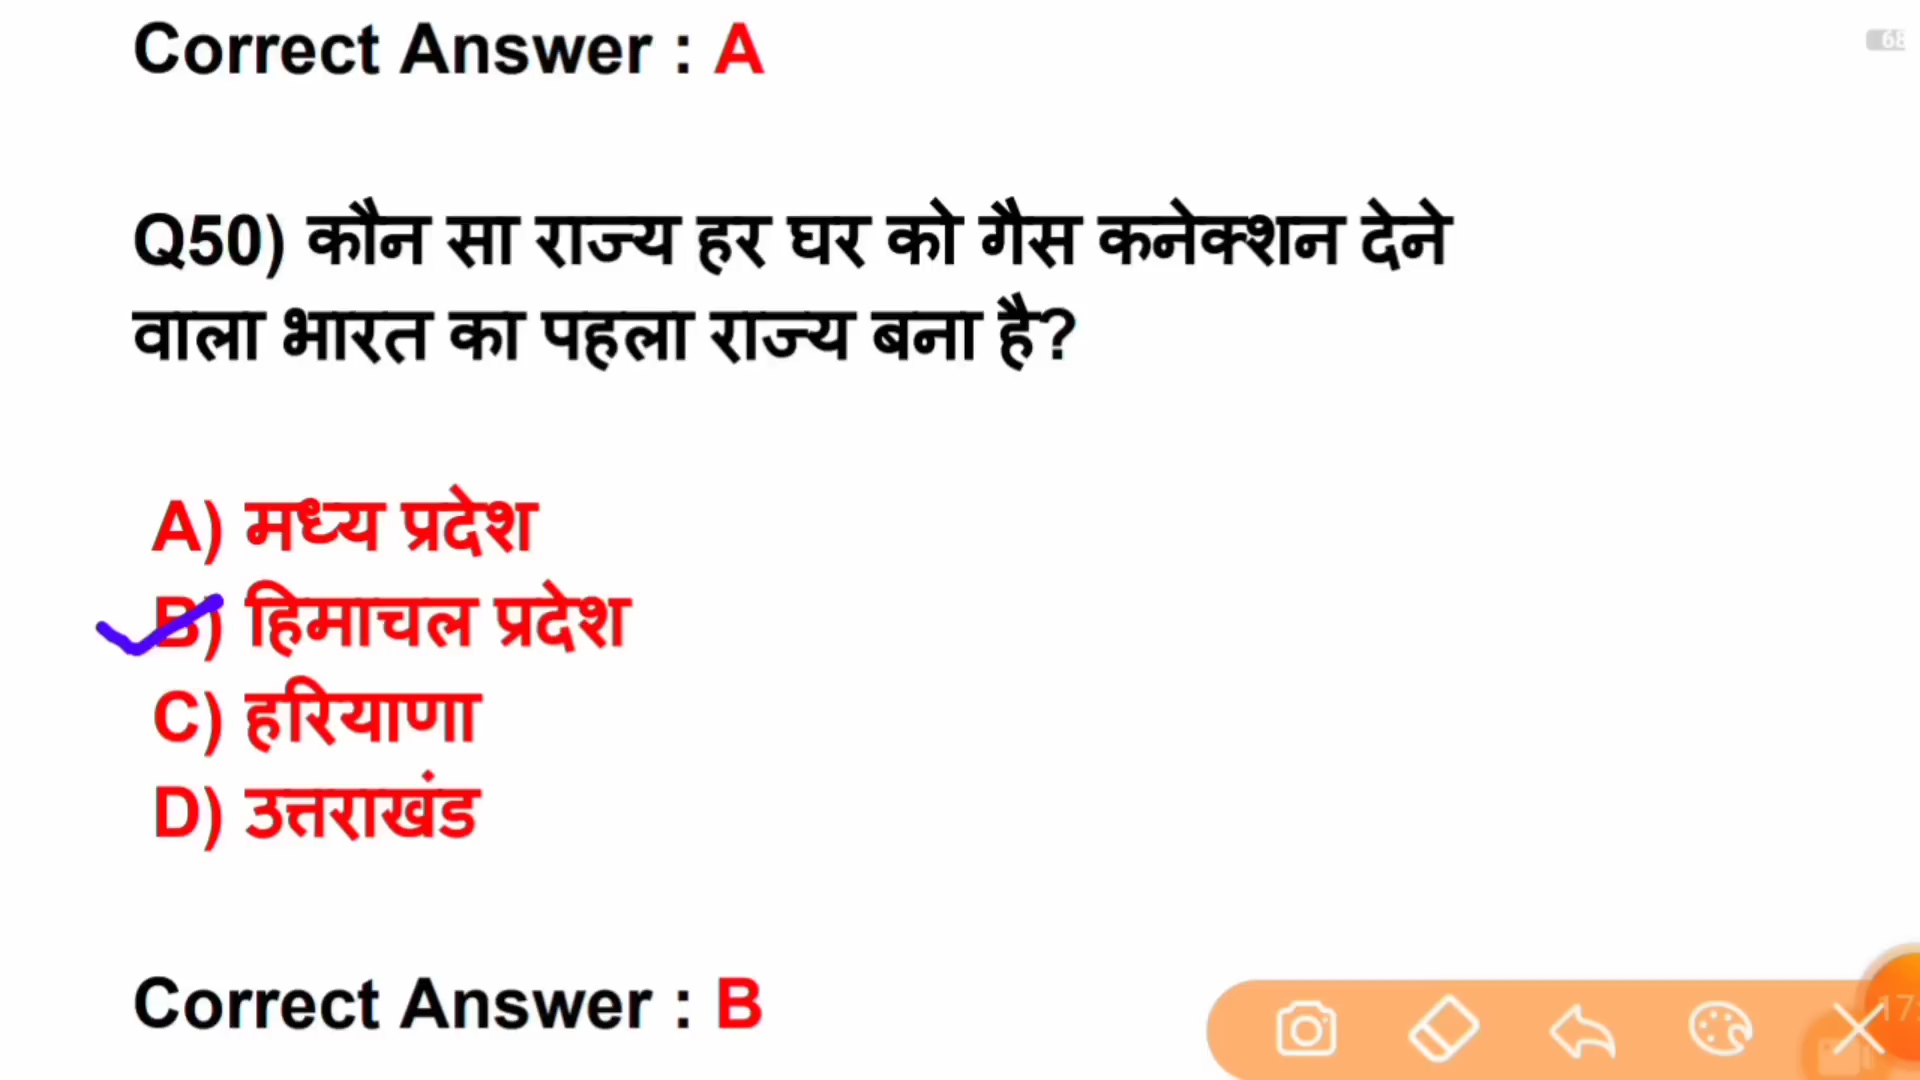 Correct Answer : A
68
Q50) कौन सा राज्य हर घर को गैस कनेक्शन देने
वाला भारत का पहला राज्य बना है?
A) मध्य प्रदेश
B) हिमाचल प्रदेश
C) हरियाणा
D) उत्तराखंड
Correct Answer : B